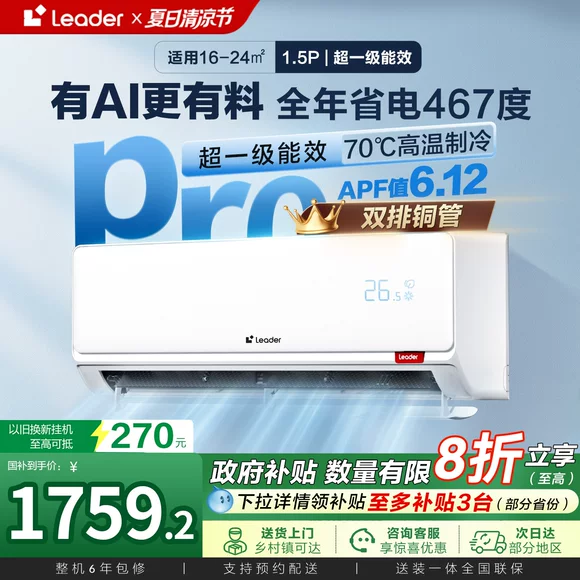 Leader × 夏日清凉节
适用16-24㎡ 1.5P | 超一级能效
有AI更有料 全年省电467度
pro
超一级能效 70℃高温制冷
APF值6.12
双排铜管
26.5
Leader
Leader
以旧换新挂机
至高可抵 270元
国补到手价：¥
1759.2
政府补贴 数量有限 8折立享
(至高)
下拉详情领补贴 至多补贴3台 (部分省份)
送货上门
乡村镇可达
咨询客服
享惊喜优惠
次日达
部分地区
整机6年包修 / 支持预约配送 / 送装一体全国联保